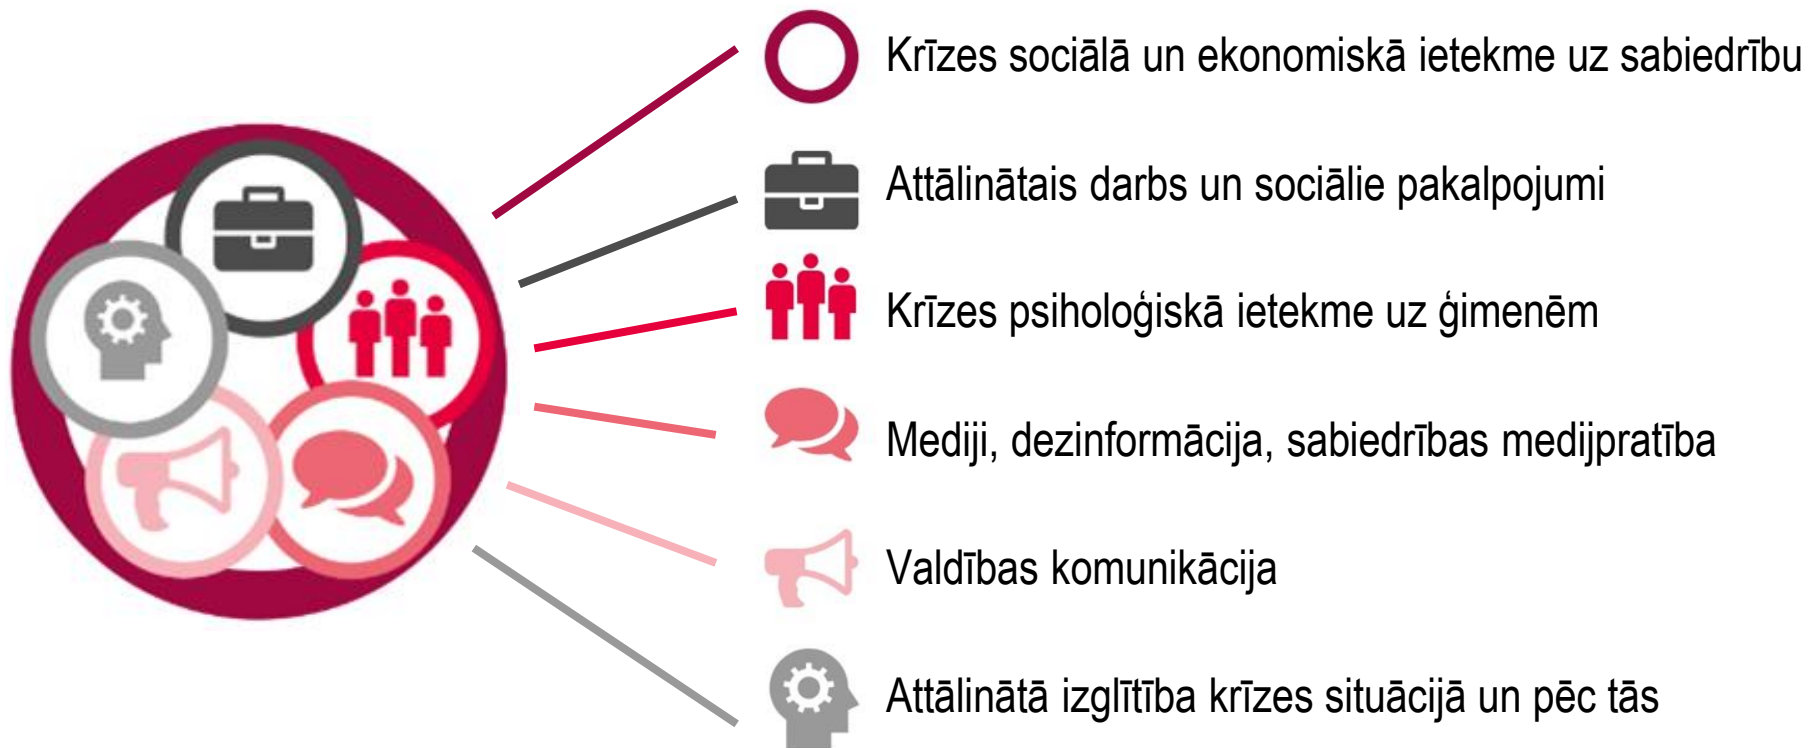 Krīzes sociālā un ekonomiskā ietekme uz sabiedrību
Attālinātais darbs un sociālie pakalpojumi
Krīzes psiholoģiskā ietekme uz ģimenēm
Mediji, dezinformācija, sabiedrības medijpratība
Valdības komunikācija
Attālinātā izglītība krīzes situācijā un pēc tās